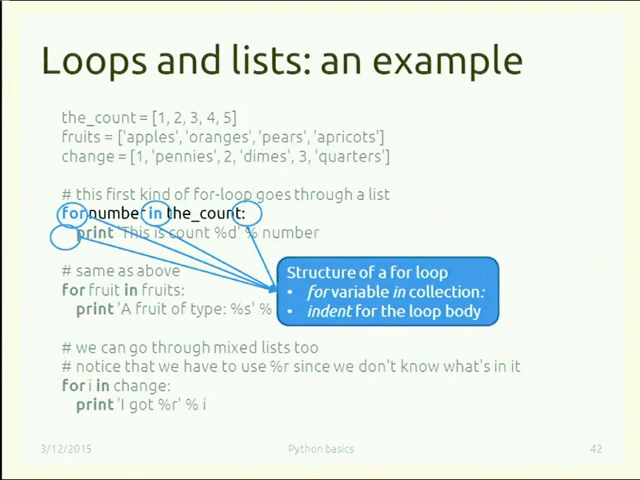 Loops and lists: an example
the_count = [1, 2, 3, 4, 5]
fruits = ['apples', 'oranges', 'pears', 'apricots']
change = [1, 'pennies', 2, 'dimes', 3, 'quarters']
# this first kind of for-loop goes through a list
for number in the_count:
print 'This is count %d' % number
# same as above
for fruit in fruits:
print 'A fruit of type: %s' %
Structure of a for loop
• for variable in collection:
• indent for the loop body
# we can go through mixed lists too
# notice that we have to use %r since we don't know what's in it
for i in change:
print 'I got %r' % i
3/12/2015 Python basics 42